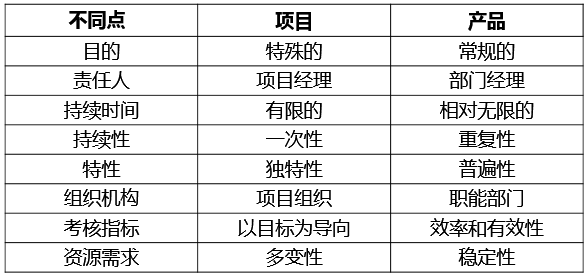 不同点 项目 产品
目的 特殊的 常规的
责任人 项目经理 部门经理
持续时间 有限的 相对无限的
持续性 一次性 重复性
特性 独特性 普遍性
组织机构 项目组织 职能部门
考核指标 以目标为导向 效率和有效性
资源需求 多变性 稳定性